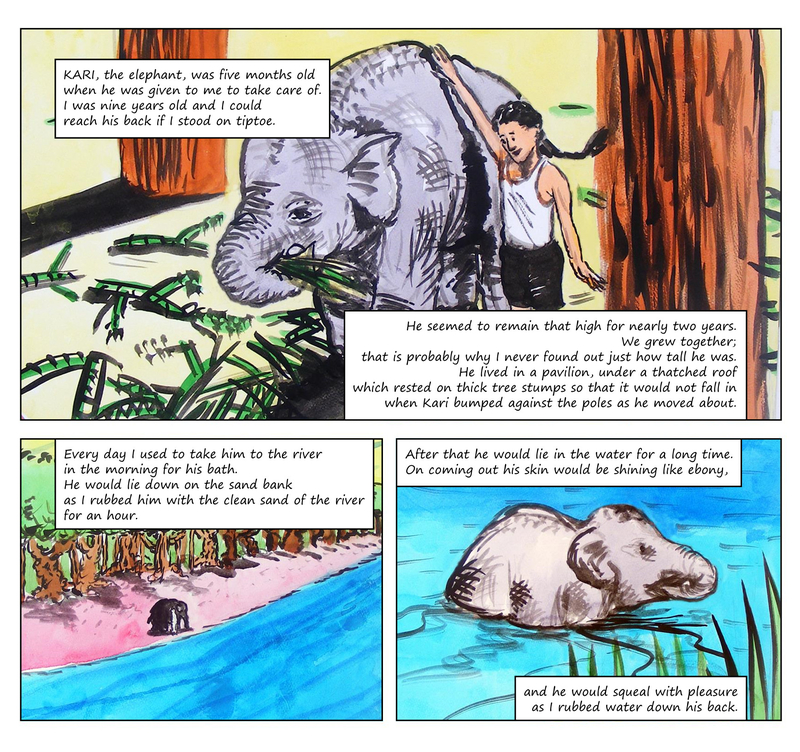 KARI, the elephant, was five months old
when he was given to me to take care of.
I was nine years old and I could
reach his back if I stood on tiptoe.
He seemed to remain that high for nearly two years.
We grew together;
that is probably why I never found out just how tall he was.
He lived in a pavilion, under a thatched roof
which rested on thick tree stumps so that it would not fall in
when Kari bumped against the poles as he moved about.
Every day I used to take him to the river
in the morning for his bath.
He would lie down on the sand bank
as I rubbed him with the clean sand of the river
for an hour.
After that he would lie in the water for a long time.
On coming out his skin would be shining like ebony,
and he would squeal with pleasure
as I rubbed water down his back.